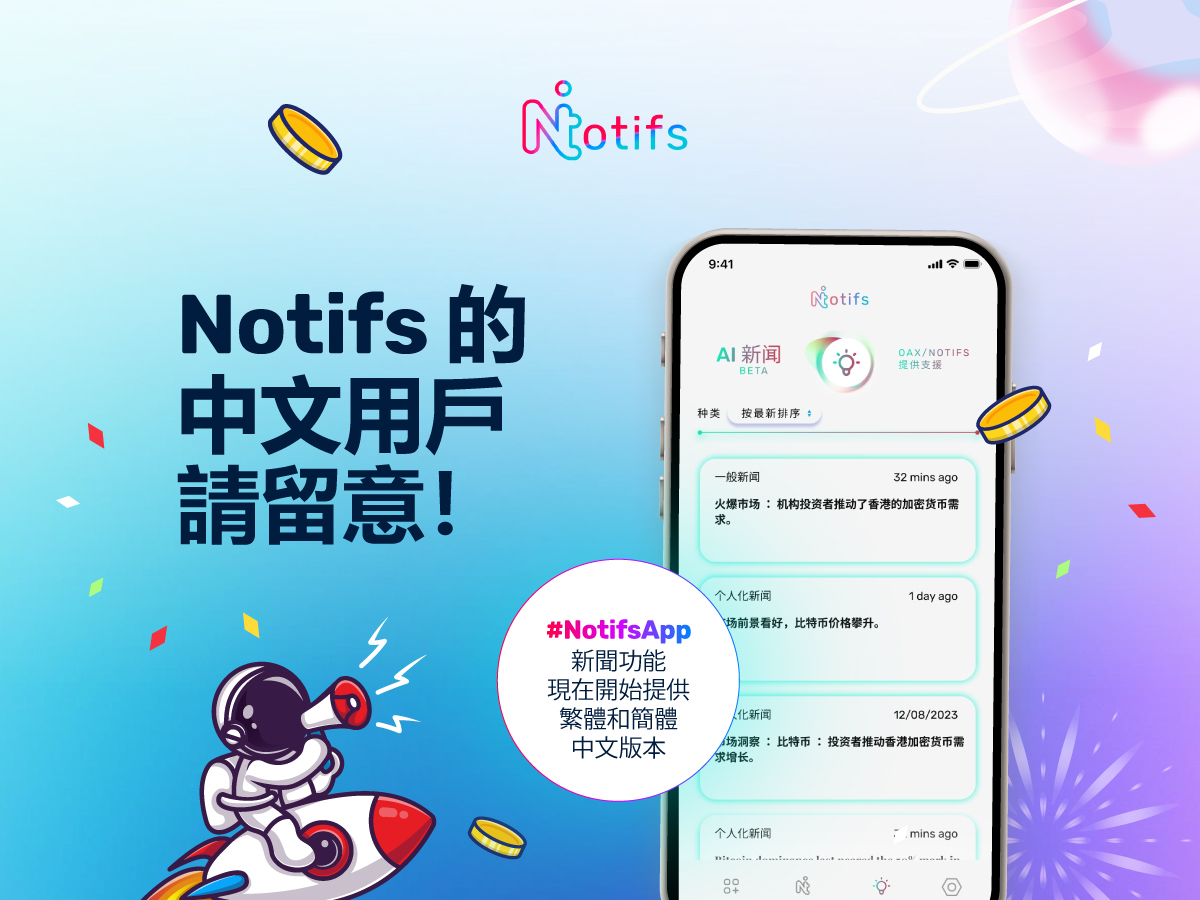 Notifs
Notifs 的
中文用戶
請留意！
#NotifsApp
新聞功能
現在開始提供
繁體和簡體
中文版本
9:41
Notifs
AI 新闻
BETA
OAX/NOTIFS
提供支援
种类 按最新排序
一般新闻 32 mins ago
火爆市场 ： 机构投资者推动了香港的加密货币需
求。
个人化新闻 1 day ago
场前景看好，比特币价格攀升。
化新闻 12/08/2023
场洞察 ： 比特币 ： 投资者推动香港加密货币需
求增长。
个人化新闻 mins ago